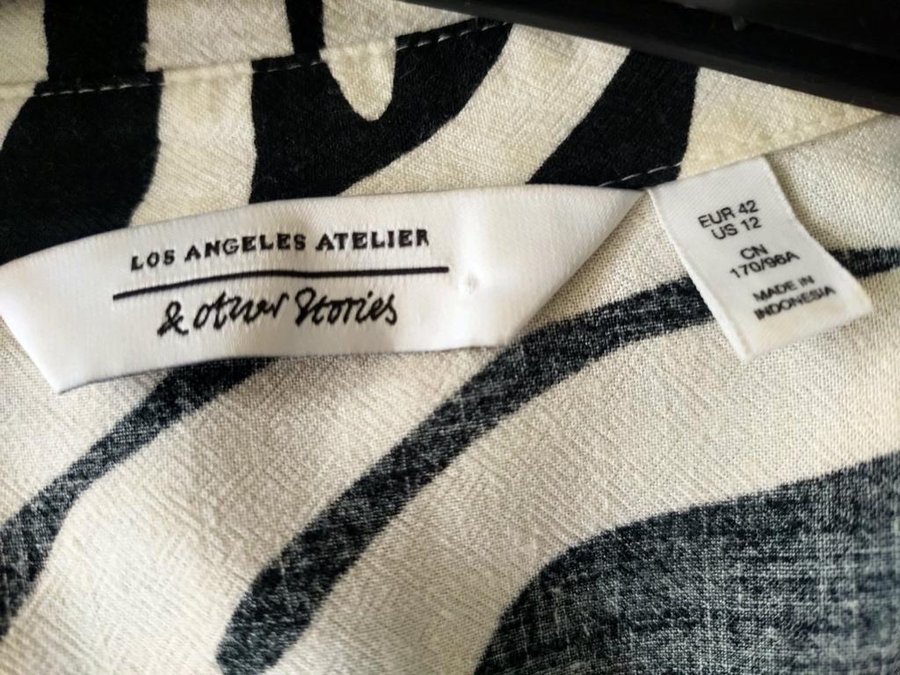 LOS ANGELES ATELIER
& other Stories
EUR 42
US 12
CN
170/96A
MADE IN
INDONESIA